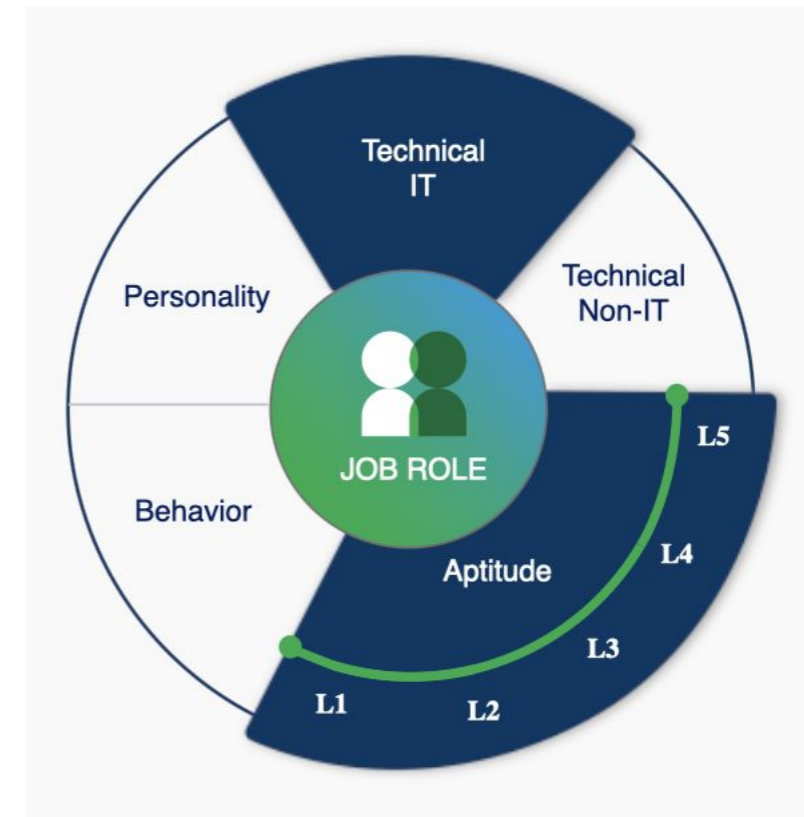 Technical
IT
Technical
Non-IT
Personality
JOB ROLE
Behavior
Aptitude
L5
L4
L3
L2
L1